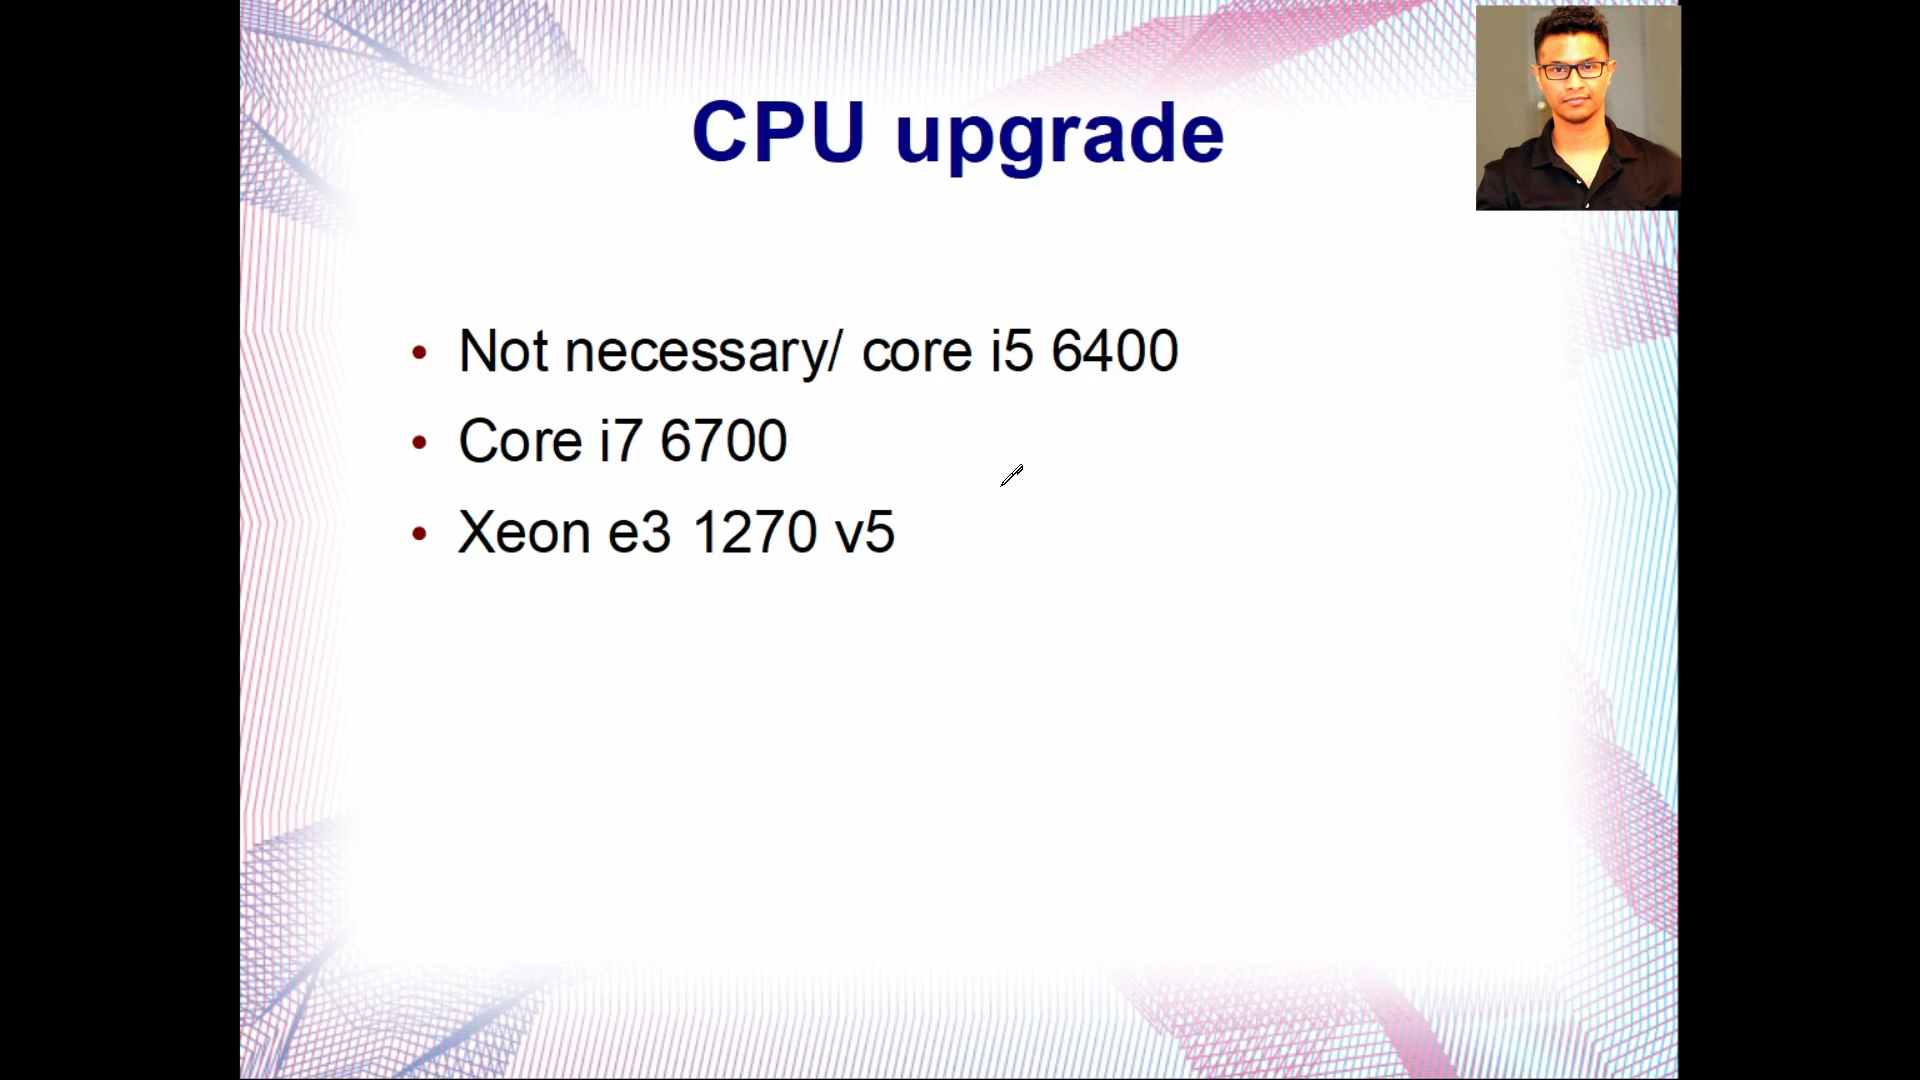 CPU upgrade
• Not necessary/ core i5 6400
• Core i7 6700
• Xeon e3 1270 v5